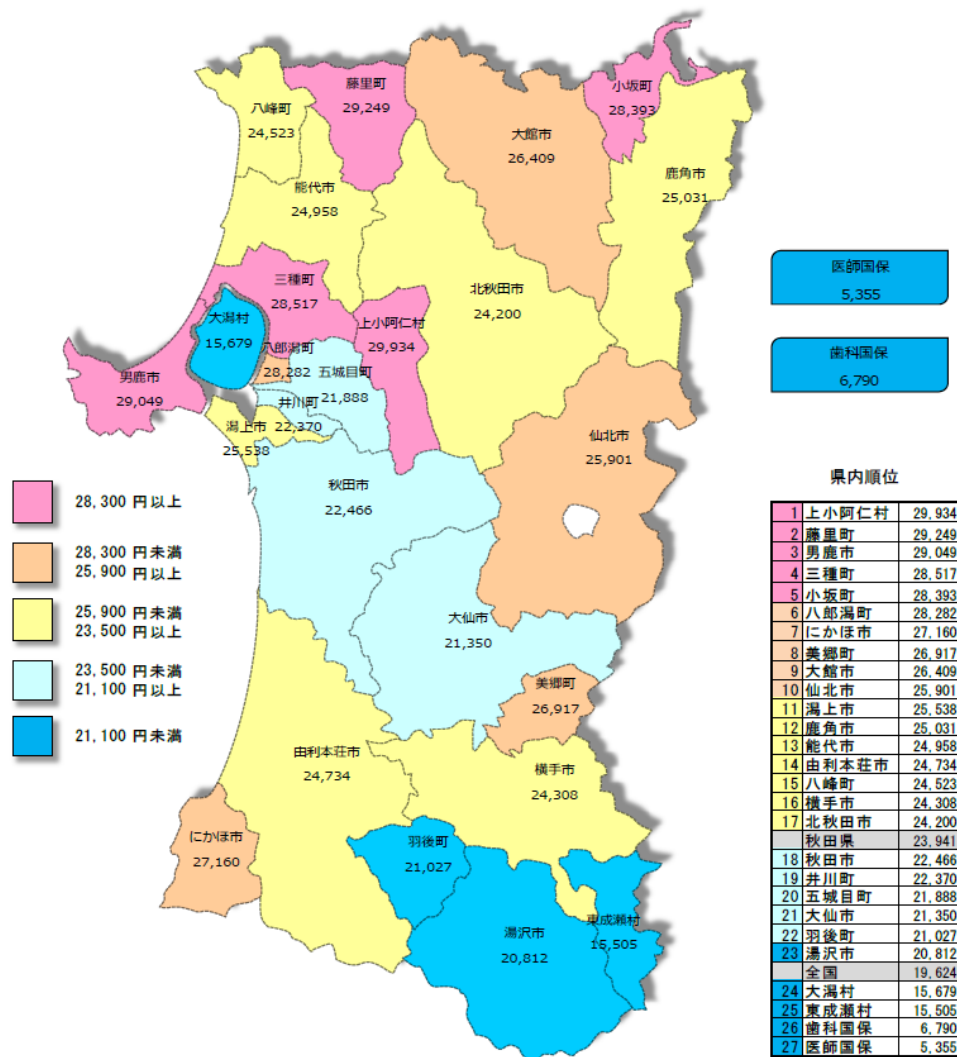 藤里町
29,249
小坂町
28,393
八峰町
24,523
大館市
26,409
鹿角市
25,031
能代市
24,958
三種町
28,517
北秋田市
24,200
大潟村
15,679
上小阿仁村
29,934
八郎潟町
28,282
五城目町
21,888
男鹿市
29,049
井川町
22,370
潟上市
25,538
仙北市
25,901
秋田市
22,466
大仙市
21,350
美郷町
26,917
由利本荘市
24,734
横手市
24,308
にかほ市
27,160
羽後町
21,027
東成瀬村
15,505
湯沢市
20,812
医師国保
5,355
歯科国保
6,790
28,300 円以上
28,300 円未満
25,900 円以上
25,900 円未満
23,500 円以上
23,500 円未満
21,100 円以上
21,100 円未満
県内順位
1 上小阿仁村 29,934
2 藤里町 29,249
3 男鹿市 29,049
4 三種町 28,517
5 小坂町 28,393
6 八郎潟町 28,282
7 にかほ市 27,160
8 美郷町 26,917
9 大館市 26,409
10 仙北市 25,901
11 潟上市 25,538
12 鹿角市 25,031
13 能代市 24,958
14 由利本荘市 24,734
15 八峰町 24,523
16 横手市 24,308
17 北秋田市 24,200
秋田県 23,941
18 秋田市 22,466
19 井川町 22,370
20 五城目町 21,888
21 大仙市 21,350
22 羽後町 21,027
23 湯沢市 20,812
全国 19,624
24 大潟村 15,679
25 東成瀬村 15,505
26 歯科国保 6,790
27 医師国保 5,355